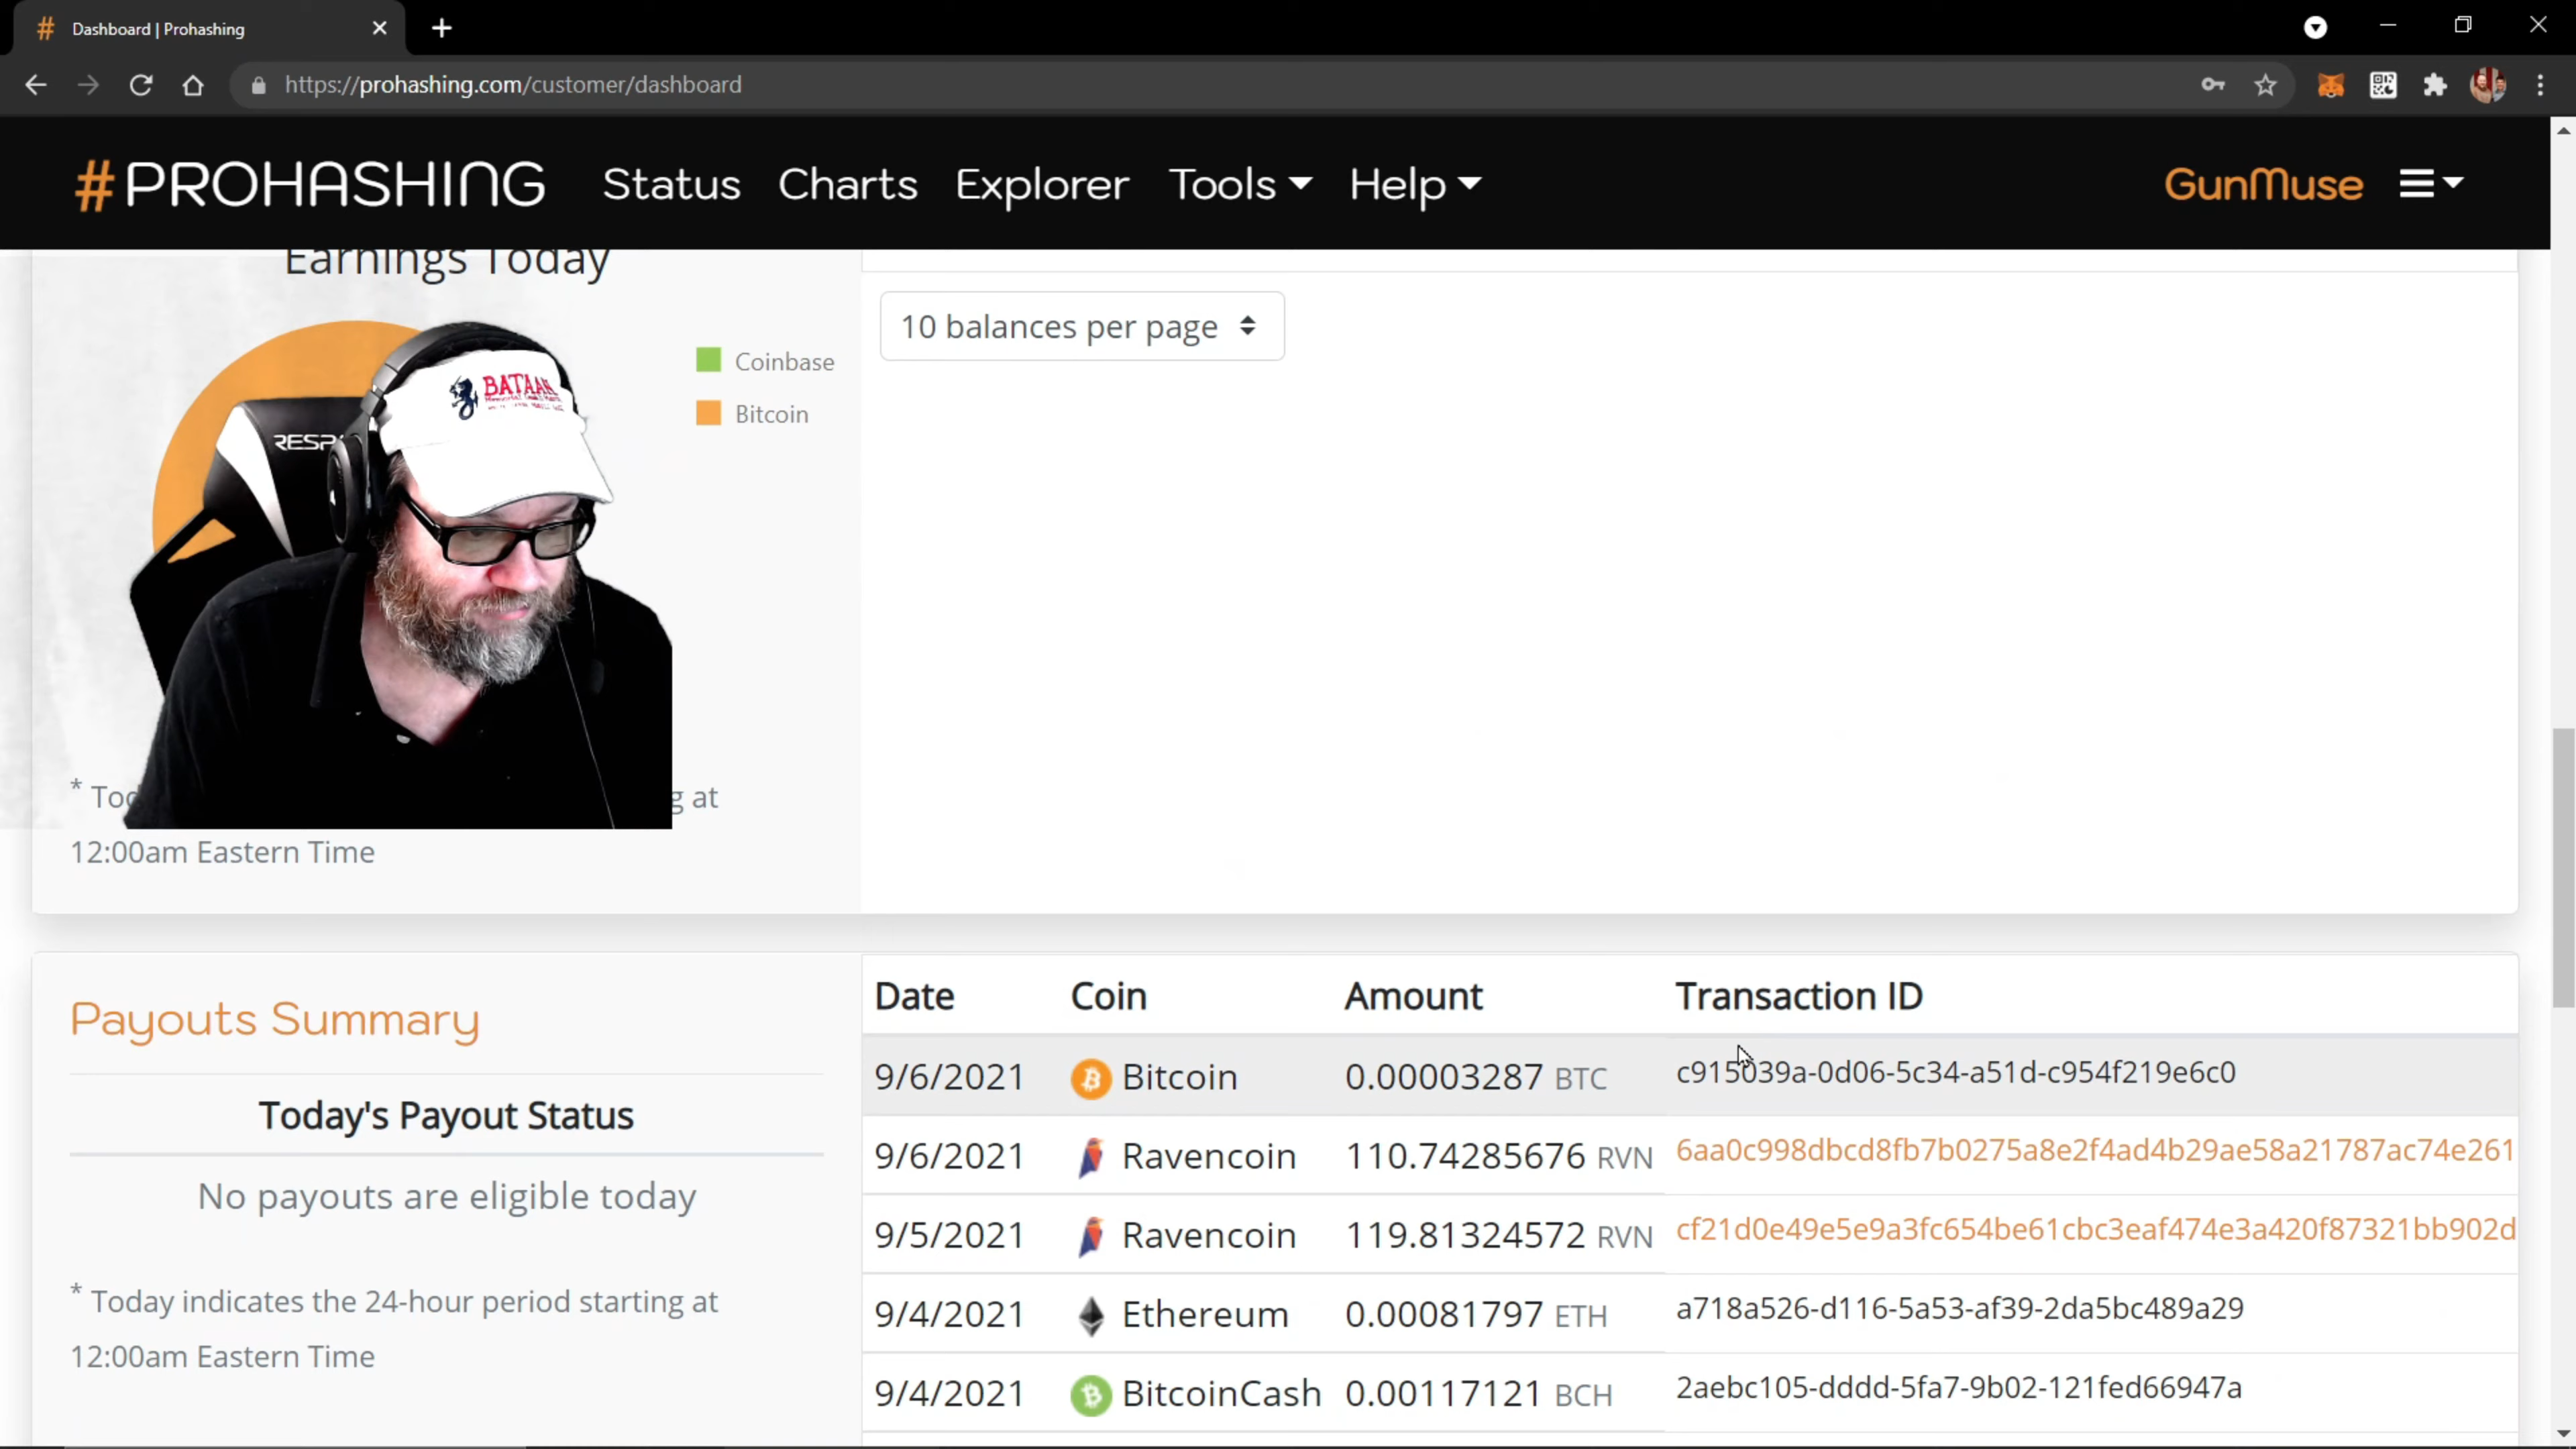 Dashboard | Prohashing
https://prohashing.com/customer/dashboard
#PROHASHING Status Charts Explorer Tools Help GunMuse
Earnings Today
10 balances per page
Coinbase
Bitcoin
BATAAN
RESP
* Too g at
12:00am Eastern Time
Payouts Summary
Today's Payout Status
No payouts are eligible today
* Today indicates the 24-hour period starting at
12:00am Eastern Time
Date Coin Amount Transaction ID
9/6/2021 Bitcoin 0.00003287 BTC c915039a-0d06-5c34-a51d-c954f219e6c0
9/6/2021 Ravencoin 110.74285676 RVN 6aa0c998dbcd8fb7b0275a8e2f4ad4b29ae58a21787ac74e261
9/5/2021 Ravencoin 119.81324572 RVN cf21d0e49e5e9a3fc654be61cbc3eaf474e3a420f87321bb902d
9/4/2021 Ethereum 0.00081797 ETH a718a526-d116-5a53-af39-2da5bc489a29
9/4/2021 BitcoinCash 0.00117121 BCH 2aebc105-dddd-5fa7-9b02-121fed66947a